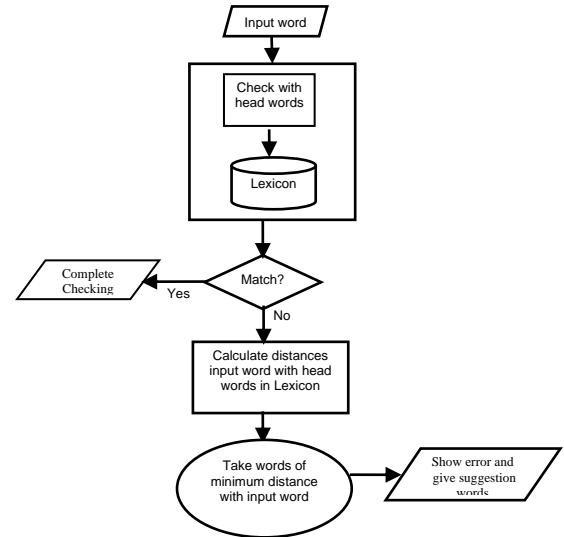 Input word
Check with
head words
Lexicon
Match?
Yes
Complete
Checking
No
Calculate distances
input word with head
words in Lexicon
Take words of
minimum distance
with input word
Show error and
give suggestion
words